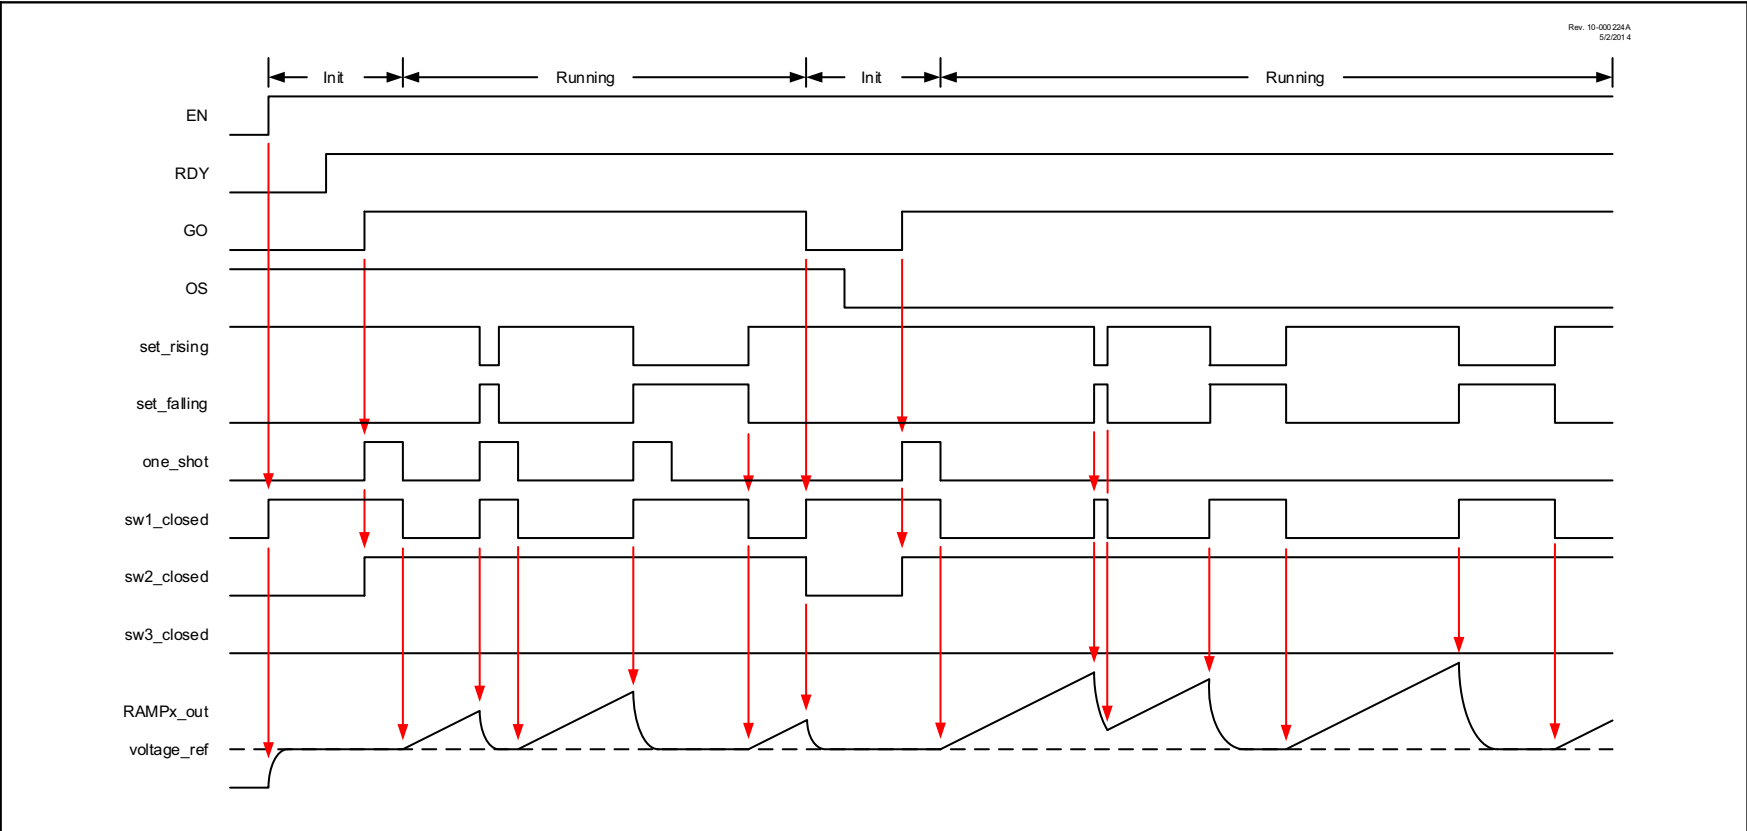 Rev. 10-000224A
5/2/2014
Init Running Init Running
EN
RDY
GO
OS
set_rising
set_falling
one_shot
sw1_closed
sw2_closed
sw3_closed
RAMPx_out
voltage_ref